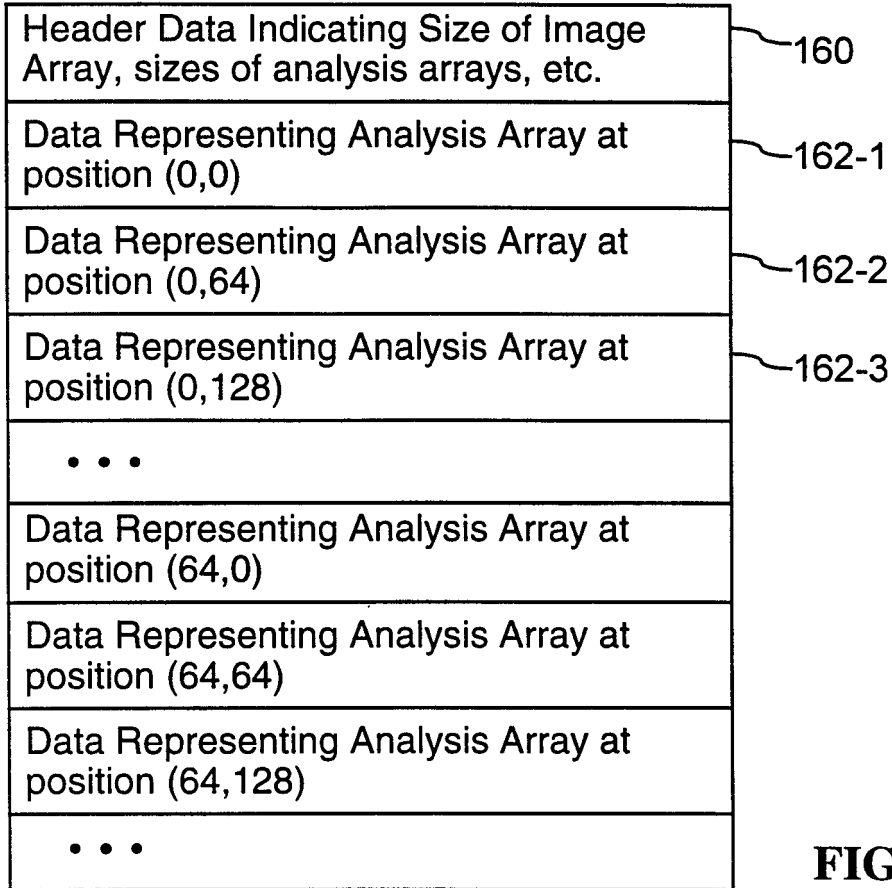 Header Data Indicating Size of Image
Array, sizes of analysis arrays, etc.
160
Data Representing Analysis Array at
position (0,0)
162-1
Data Representing Analysis Array at
position (0,64)
162-2
Data Representing Analysis Array at
position (0,128)
162-3
• • •
Data Representing Analysis Array at
position (64,0)
Data Representing Analysis Array at
position (64,64)
Data Representing Analysis Array at
position (64,128)
• • •
FIG